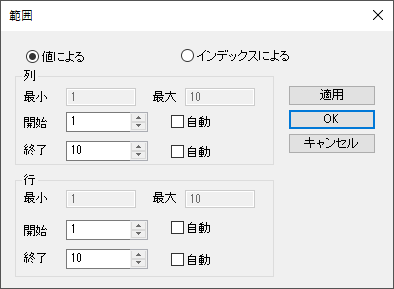 範囲
値による インデックスによる
列
最小 1 最大 10 適用
開始 1 自動 OK
終了 10 自動 キャンセル
行
最小 1 最大 10
開始 1 自動
終了 10 自動